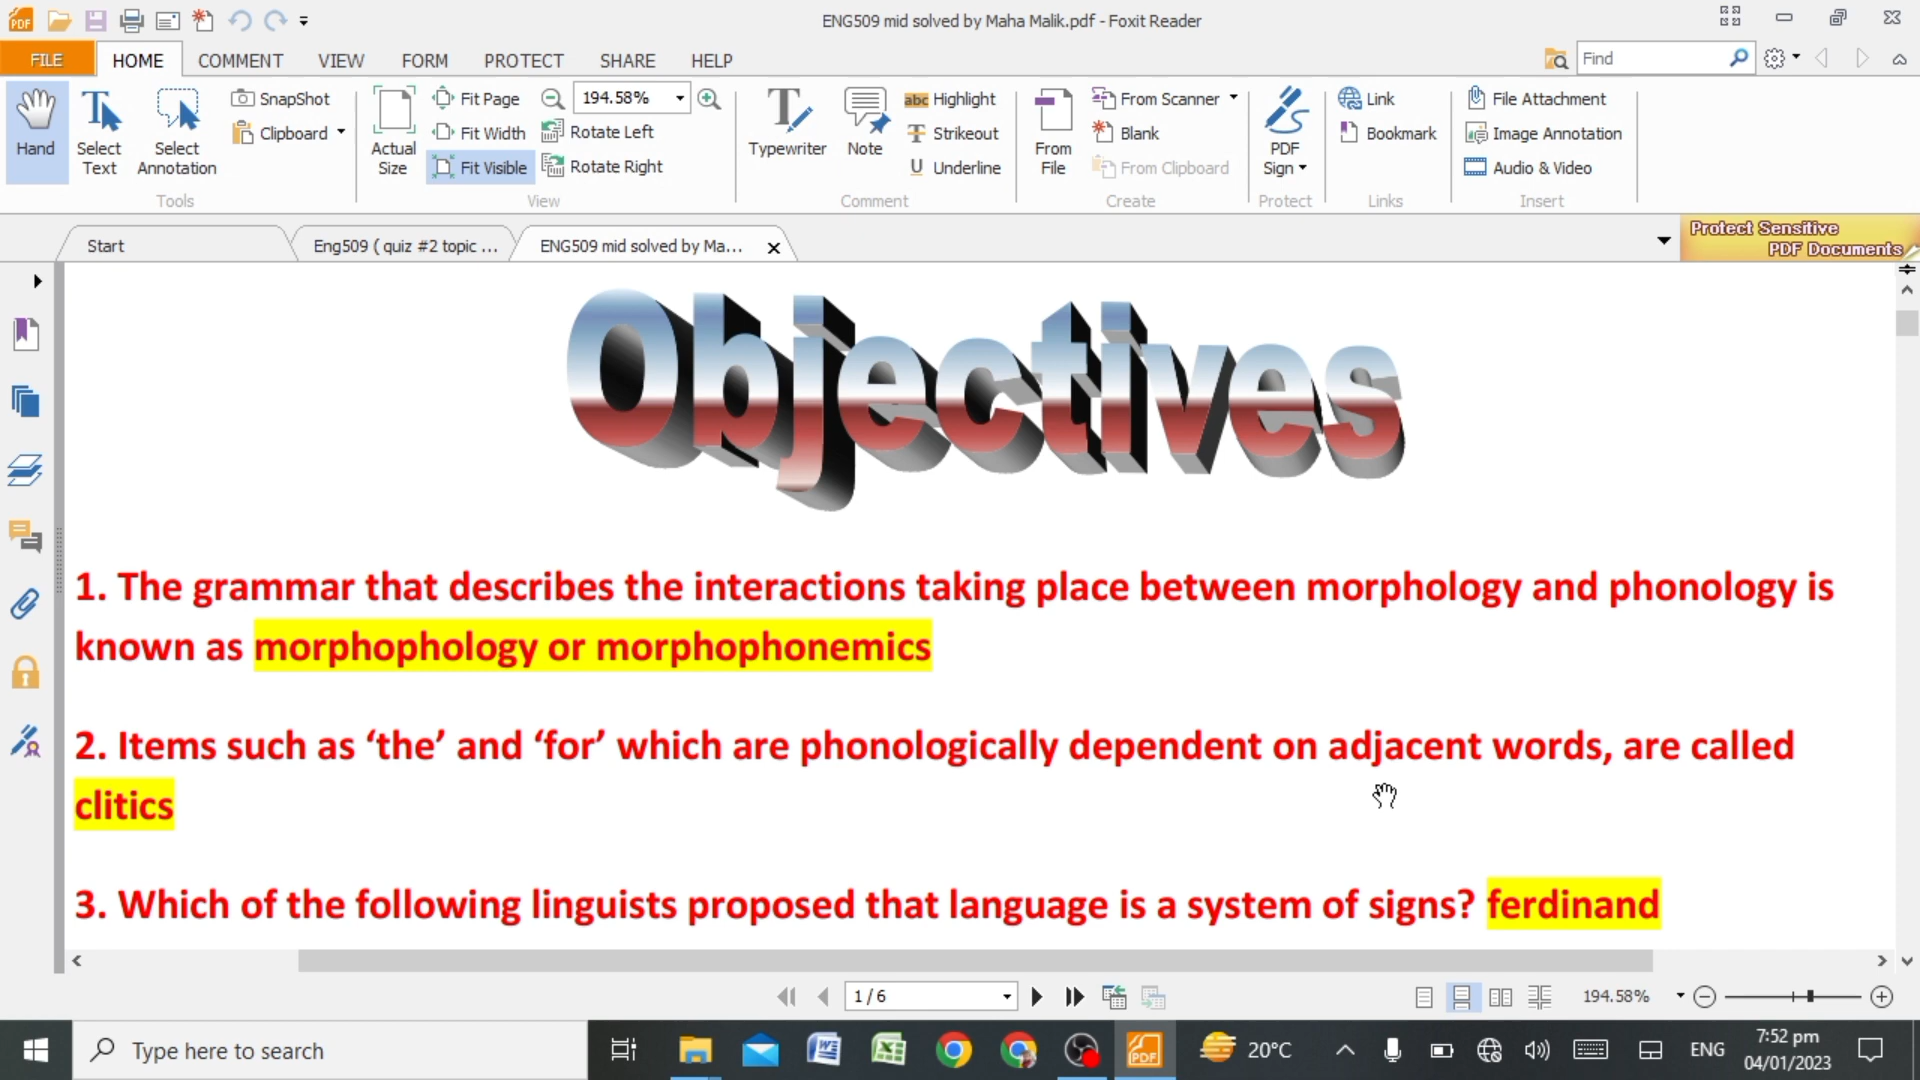 ENG509 mid solved by Maha Malik.pdf - Foxit Reader
FILE HOME COMMENT VIEW FORM PROTECT SHARE HELP Find
Hand
Select Text
Select Annotation
SnapShot
Clipboard
Tools
Actual Size
Fit Page
Fit Width
Fit Visible
194.58%
Rotate Left
Rotate Right
View
Typewriter
Note
abc Highlight
Strikeout
Underline
Comment
From File
From Scanner
Blank
From Clipboard
Create
PDF Sign
Protect
Link
Bookmark
Links
File Attachment
Image Annotation
Audio & Video
Insert
Start
Eng509 ( quiz #2 topic ...
ENG509 mid solved by Ma...
Protect Sensitive
PDF Documents
Objectives
1. The grammar that describes the interactions taking place between morphology and phonology is
known as morphophology or morphophonemics
2. Items such as ‘the’ and ‘for’ which are phonologically dependent on adjacent words, are called
clitics
3. Which of the following linguists proposed that language is a system of signs? ferdinand
1 / 6
194.58%
Type here to search
20°C
ENG
7:52 pm
04/01/2023